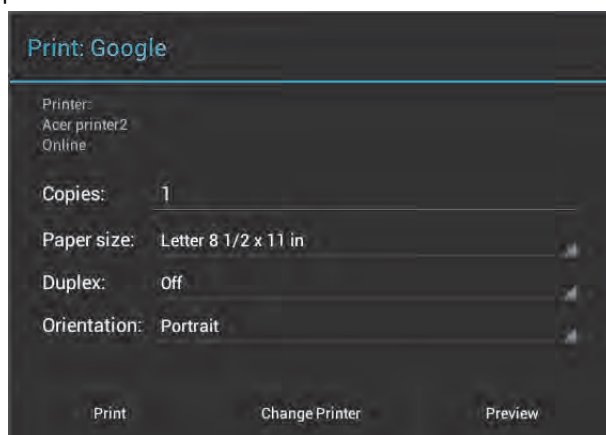 Print: Google
Printer:
Acer printer2
Online
Copies: 1
Paper size: Letter 8 1/2 x 11 in
Duplex: Off
Orientation: Portrait
Print Change Printer Preview